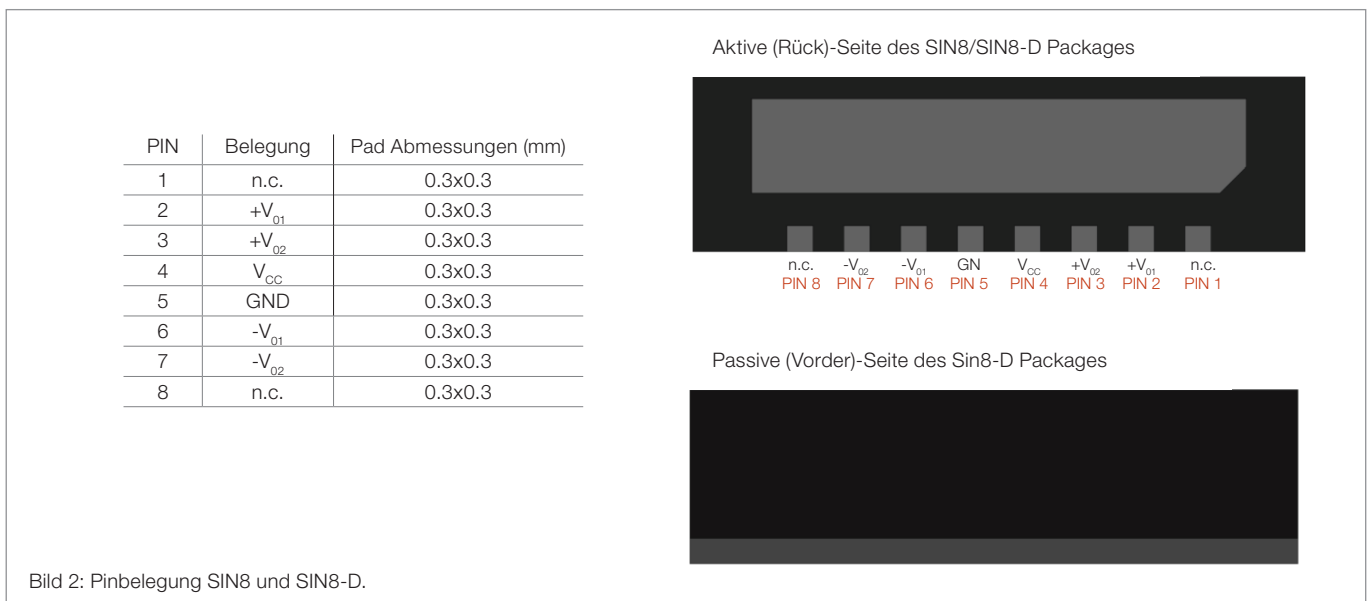 Aktive (Rück)-Seite des SIN8/SIN8-D Packages
PIN Belegung Pad Abmessungen (mm)
1 n.c. 0.3x0.3
2 +V01 0.3x0.3
3 +V02 0.3x0.3
4 VCC 0.3x0.3
5 GND 0.3x0.3
6 -V01 0.3x0.3
7 -V02 0.3x0.3
8 n.c. 0.3x0.3
n.c. -V02 -V01 GN VCC +V02 +V01 n.c.
PIN 8 PIN 7 PIN 6 PIN 5 PIN 4 PIN 3 PIN 2 PIN 1
Passive (Vorder)-Seite des Sin8-D Packages
Bild 2: Pinbelegung SIN8 und SIN8-D.